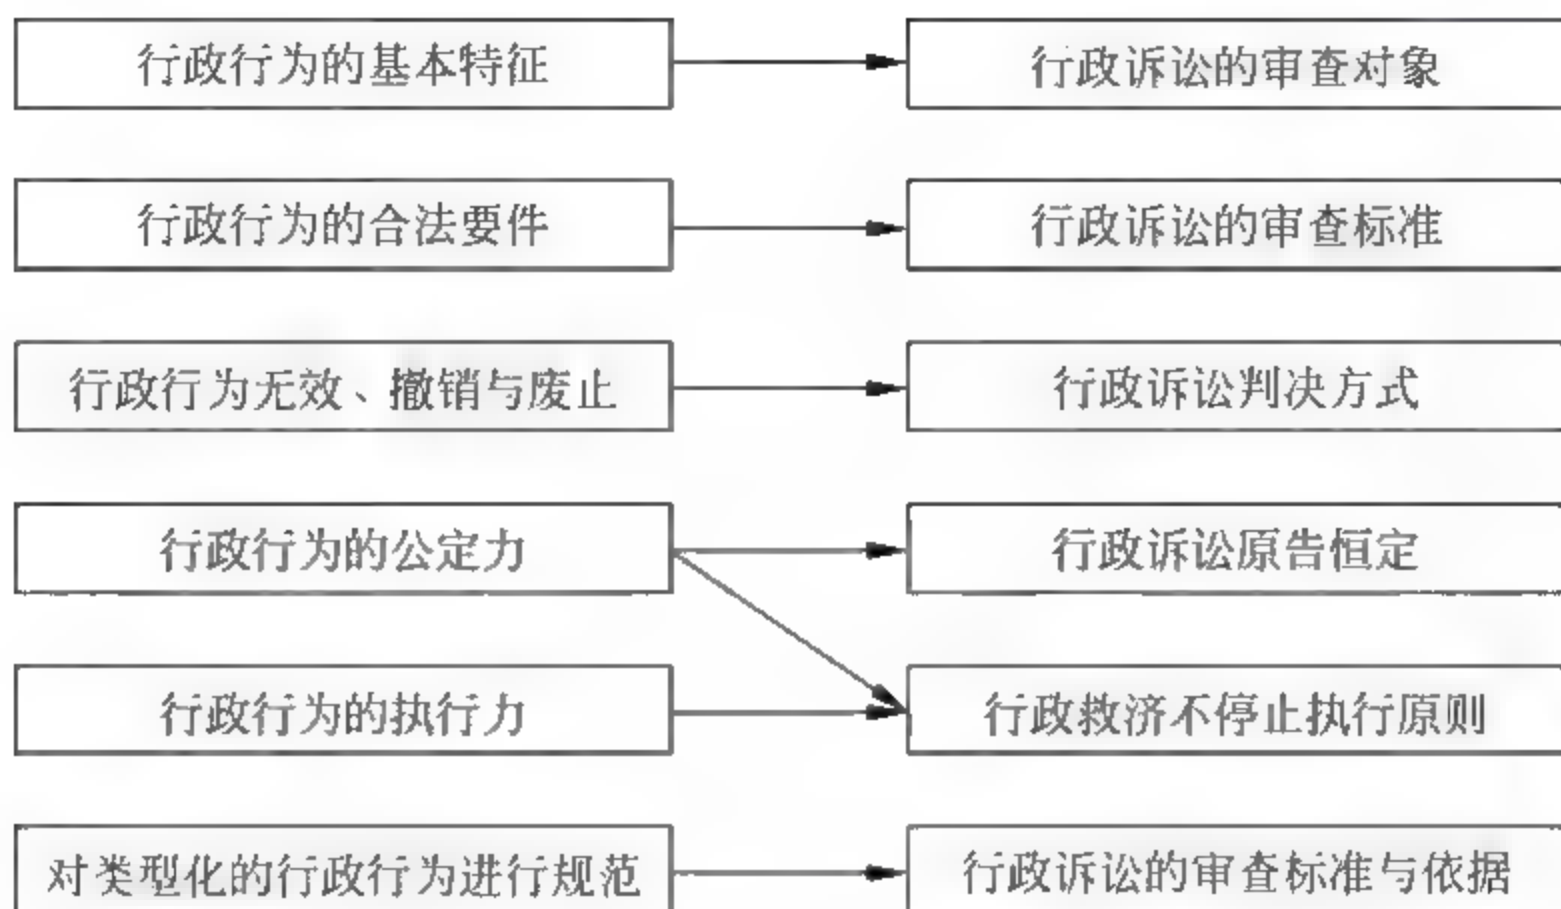 行政行为的基本特征
行政诉讼的审查对象
行政行为的合法要件
行政诉讼的审查标准
行政行为无效、撤销与废止
行政诉讼判决方式
行政行为的公定力
行政诉讼原告恒定
行政行为的执行力
行政救济不停止执行原则
对类型化的行政行为进行规范
行政诉讼的审查标准与依据